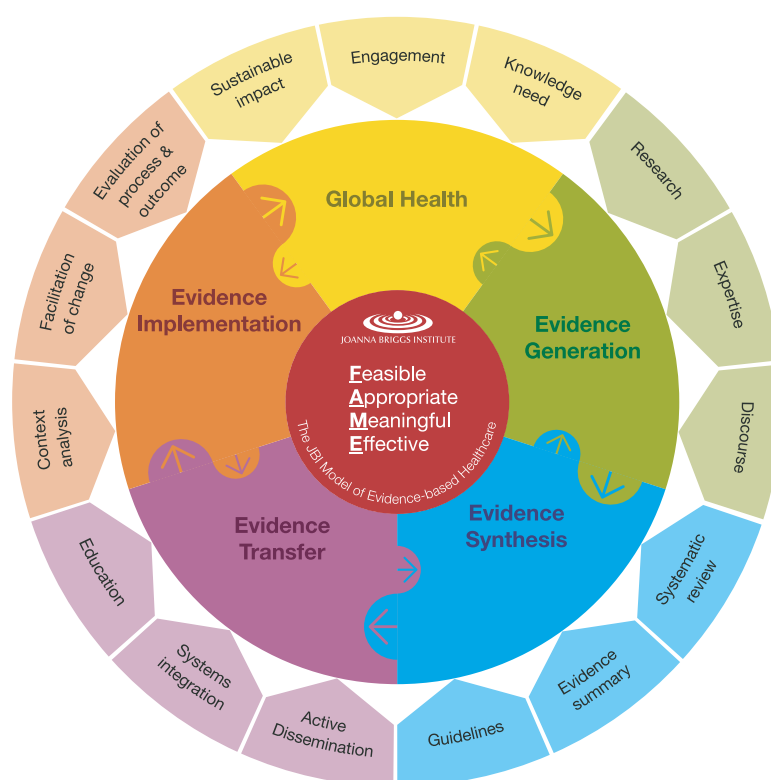 Sustainable
impact
Engagement
Knowledge
need
Research
Expertise
Discourse
Systematic
review
Evidence
summary
Guidelines
Active
Dissemination
Systems
integration
Education
Context
analysis
Facilitation
of change
Evaluation of
process &
outcome
Global Health
Evidence
Generation
Evidence
Synthesis
Evidence
Transfer
Evidence
Implementation
JOANNA BRIGGS INSTITUTE
Feasible
Appropriate
Meaningful
Effective
The JBI Model of Evidence-based Healthcare